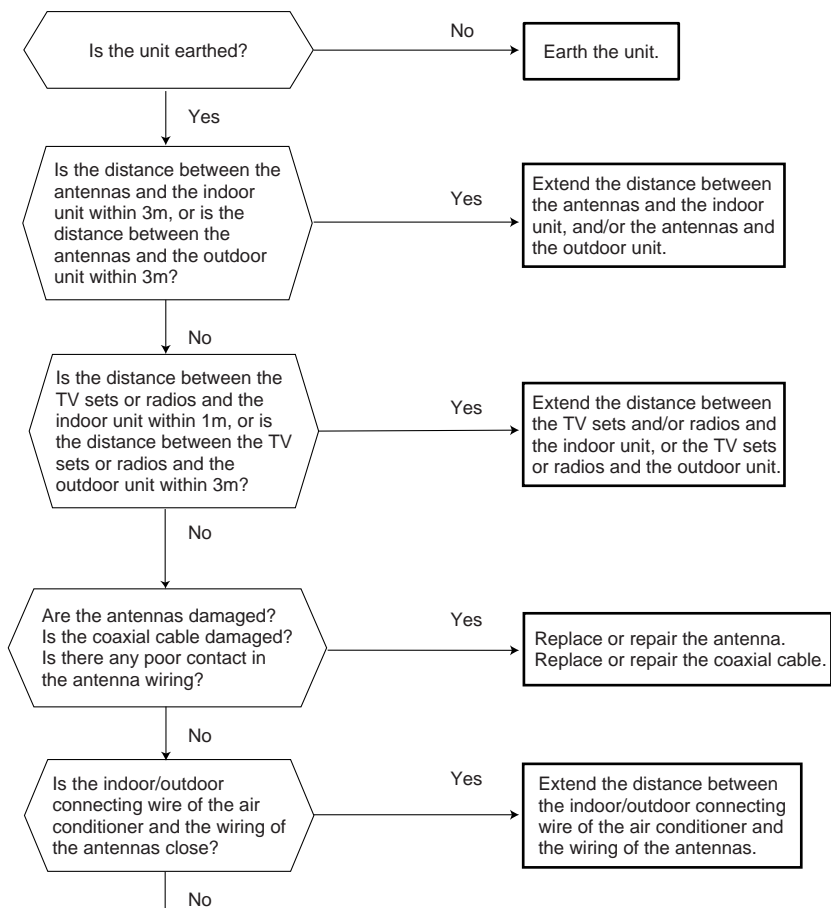 Is the unit earthed?
No
Earth the unit.
Yes
Is the distance between the
antennas and the indoor
unit within 3m, or is the
distance between the
antennas and the outdoor
unit within 3m?
Yes
Extend the distance between
the antennas and the indoor
unit, and/or the antennas and
the outdoor unit.
No
Is the distance between the
TV sets or radios and the
indoor unit within 1m, or is
the distance between the TV
sets or radios and the
outdoor unit within 3m?
Yes
Extend the distance between
the TV sets and/or radios and
the indoor unit, or the TV sets
or radios and the outdoor unit.
No
Are the antennas damaged?
Is the coaxial cable damaged?
Is there any poor contact in
the antenna wiring?
Yes
Replace or repair the antenna.
Replace or repair the coaxial cable.
No
Is the indoor/outdoor
connecting wire of the air
conditioner and the wiring of
the antennas close?
Yes
Extend the distance between
the indoor/outdoor connecting
wire of the air conditioner and
the wiring of the antennas.
No